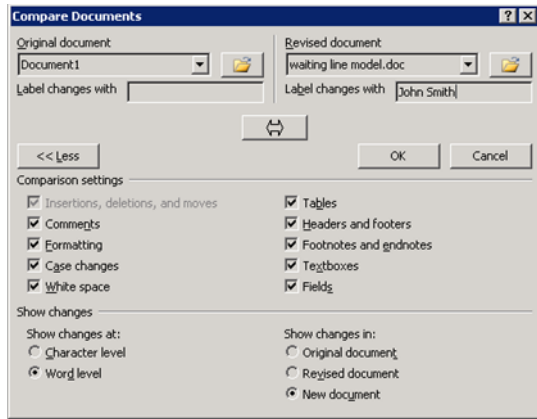 Compare Documents
Original document
Revised document
Document1
waiting line model.doc
Label changes with
Label changes with John Smith
<< Less
OK
Cancel
Comparison settings
Insertions, deletions, and moves
Tables
Comments
Headers and footers
Formatting
Footnotes and endnotes
Case changes
Textboxes
White space
Fields
Show changes
Show changes at:
Show changes in:
Character level
Original document
Word level
Revised document
New document